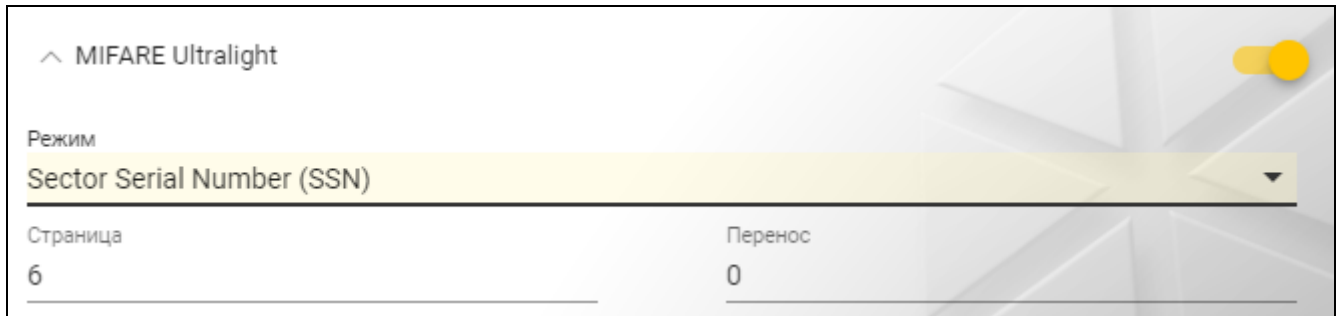 MIFARE Ultralight
Режим
Sector Serial Number (SSN)
Страница
Перенос
6
0